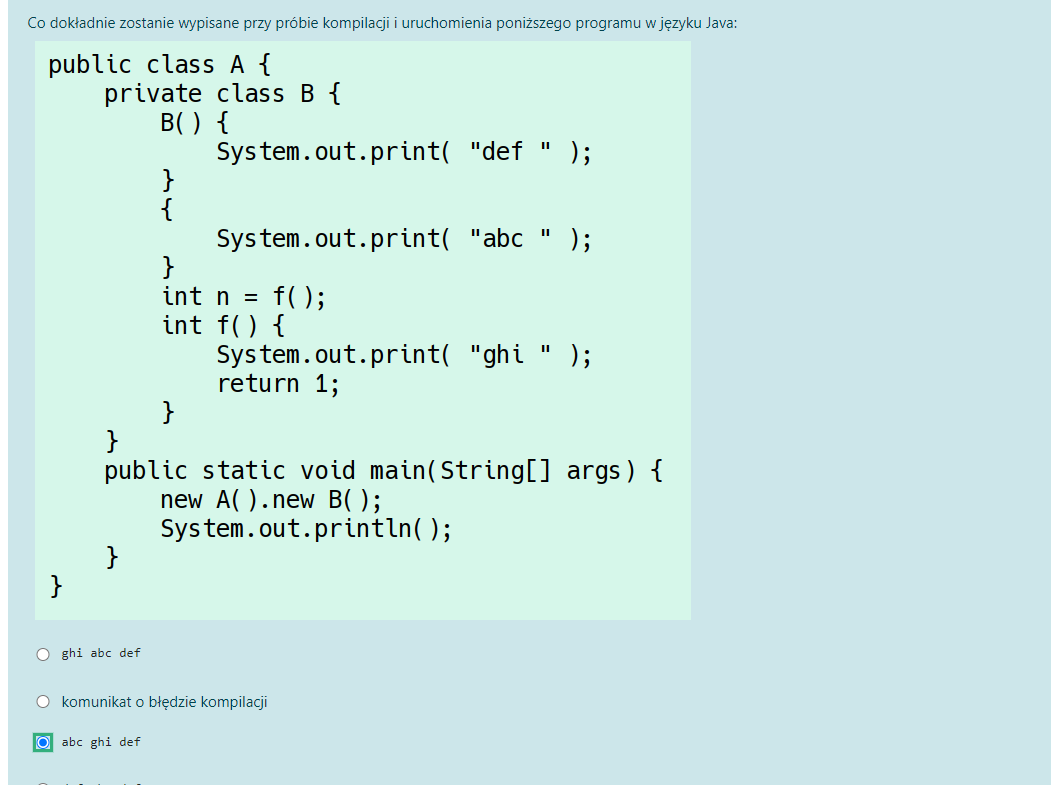 Co dokładnie zostanie wypisane przy próbie kompilacji i uruchomienia poniższego programu w języku Java:
public class A {
    private class B {
        B() {
            System.out.print( "def " );
        }
        {
            System.out.print( "abc " );
        }
        int n = f();
        int f() {
            System.out.print( "ghi " );
            return 1;
        }
    }
    public static void main(String[] args) {
        new A().new B();
        System.out.println();
    }
}
ghi abc def
komunikat o błędzie kompilacji
abc ghi def